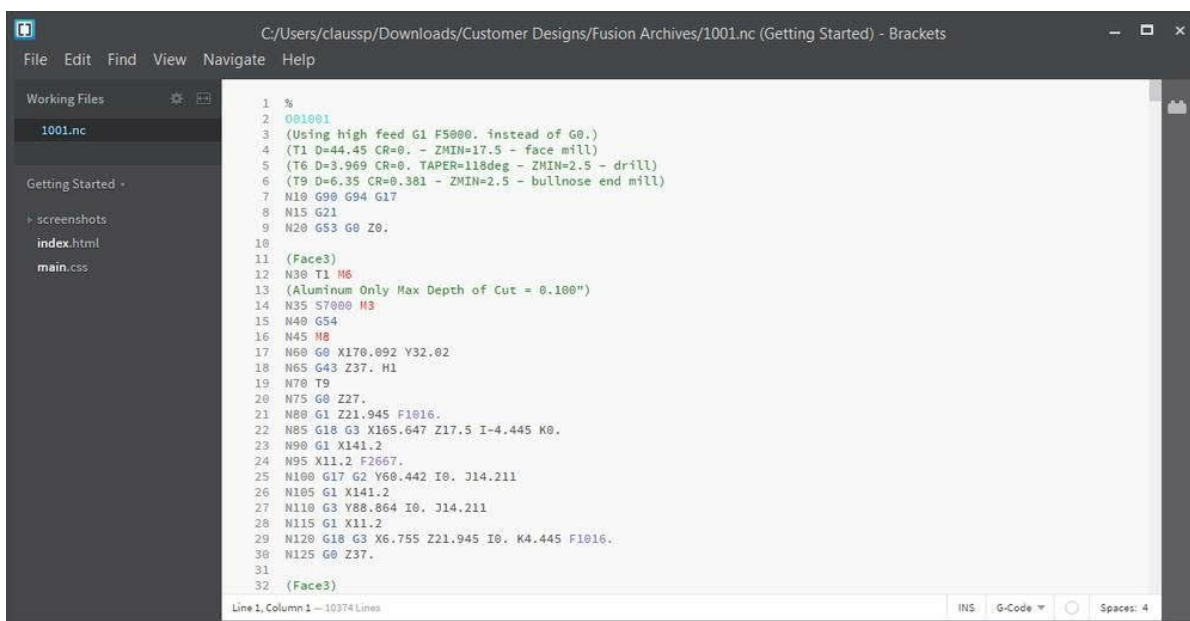 C:/Users/claussp/Downloads/Customer Designs/Fusion Archives/1001.nc (Getting Started) - Brackets
File Edit Find View Navigate Help
Working Files
1001.nc
Getting Started
screenshots
index.html
main.css
1 %
2 O01001
3 (Using high feed G1 F5000. instead of G0.)
4 (T1 D=44.45 CR=0. - ZMIN=17.5 - face mill)
5 (T6 D=3.969 CR=0. TAPER=118deg - ZMIN=2.5 - drill)
6 (T9 D=6.35 CR=0.381 - ZMIN=2.5 - bullnose end mill)
7 N10 G90 G94 G17
8 N15 G21
9 N20 G53 G0 Z0.
10
11 (Face3)
12 N30 T1 M6
13 (Aluminum Only Max Depth of Cut = 0.100")
14 N35 S7000 M3
15 N40 G54
16 N45 M8
17 N60 G0 X170.092 Y32.02
18 N65 G43 Z37. H1
19 N70 T9
20 N75 G0 Z27.
21 N80 G1 Z21.945 F1016.
22 N85 G18 G3 X165.647 Z17.5 I-4.445 K0.
23 N90 G1 X141.2
24 N95 X11.2 F2667.
25 N100 G17 G2 Y60.442 I0. J14.211
26 N105 G1 X141.2
27 N110 G3 Y88.864 I0. J14.211
28 N115 G1 X11.2
29 N120 G18 G3 X6.755 Z21.945 I0. K4.445 F1016.
30 N125 G0 Z37.
31
32 (Face3)
Line 1, Column 1 — 10374 Lines
INS G-Code Spaces: 4